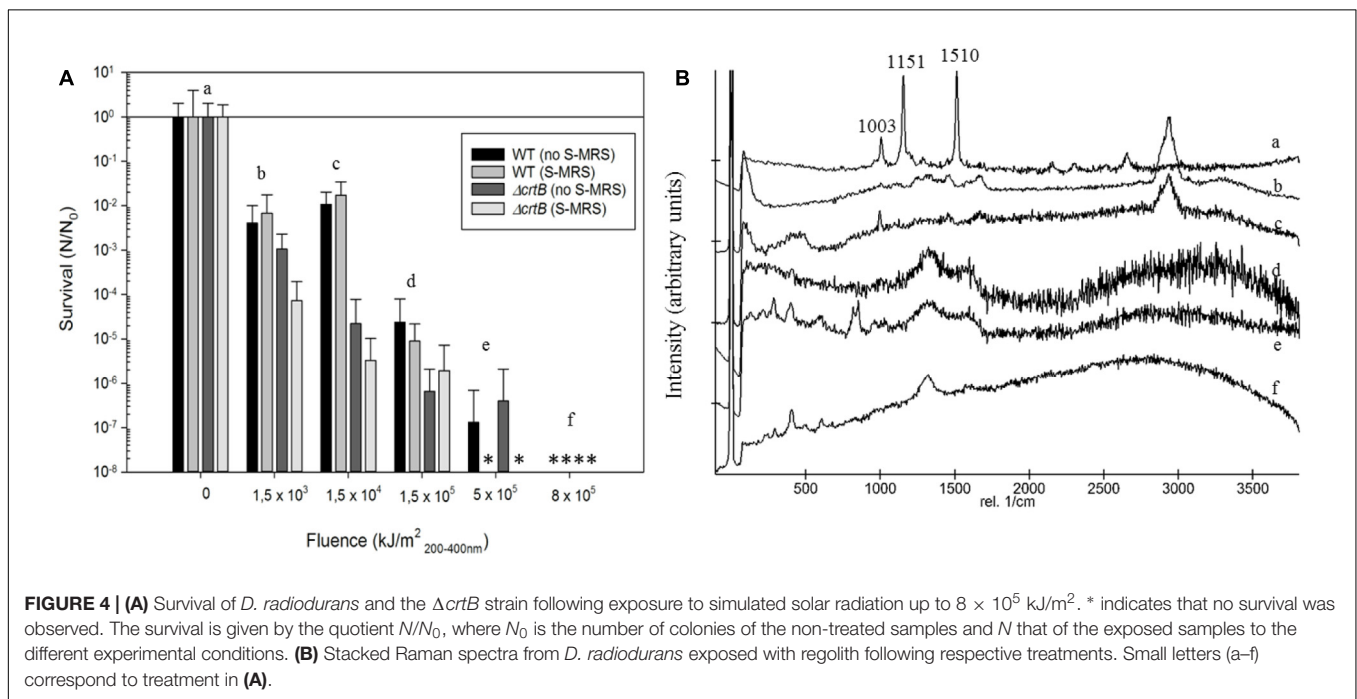 A
10¹
10⁰
10⁻¹
10⁻²
10⁻³
10⁻⁴
10⁻⁵
10⁻⁶
10⁻⁷
10⁻⁸
Survival (N/N₀)
a
b
c
d
e
f
* * ****
WT (no S-MRS)
WT (S-MRS)
ΔcrtB (no S-MRS)
ΔcrtB (S-MRS)
0 1,5 x 10³ 1,5 x 10⁴ 1,5 x 10⁵ 5 x 10⁵ 8 x 10⁵
Fluence (kJ/m² 200-400nm)
B
1003
1151
1510
a
b
c
d
e
f
Intensity (arbitrary units)
500 1000 1500 2000 2500 3000 3500
rel. 1/cm
FIGURE 4 | (A) Survival of D. radiodurans and the ΔcrtB strain following exposure to simulated solar radiation up to 8 × 10⁵ kJ/m². * indicates that no survival was
observed. The survival is given by the quotient N/N₀, where N₀ is the number of colonies of the non-treated samples and N that of the exposed samples to the
different experimental conditions. (B) Stacked Raman spectra from D. radiodurans exposed with regolith following respective treatments. Small letters (a–f)
correspond to treatment in (A).